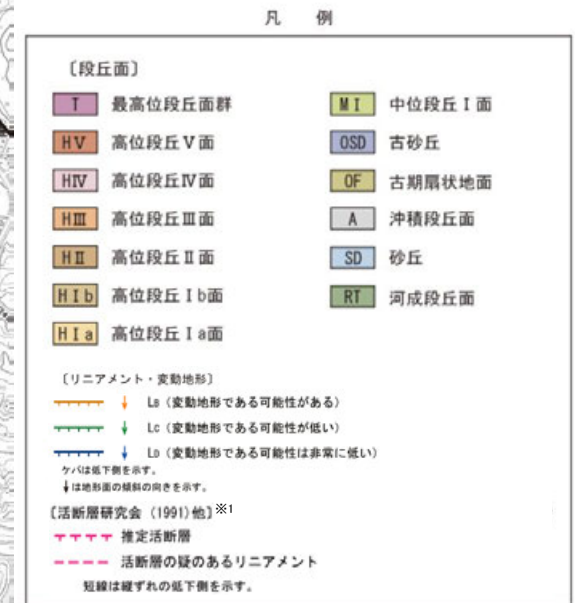 凡 例
〔段丘面〕
T 最高位段丘面群
HⅤ 高位段丘Ⅴ面
HⅣ 高位段丘Ⅳ面
HⅢ 高位段丘Ⅲ面
HⅡ 高位段丘Ⅱ面
HⅠb 高位段丘Ⅰb面
HⅠa 高位段丘Ⅰa面
MⅠ 中位段丘Ⅰ面
OSD 古砂丘
OF 古期扇状地面
A 沖積段丘面
SD 砂丘
RT 河成段丘面
〔リニアメント・変動地形〕
↓ LB（変動地形である可能性がある）
↓ LC（変動地形である可能性が低い）
↓ LD（変動地形である可能性は非常に低い）
ケバは低下側を示す。
↓は地形面の傾斜の向きを示す。
〔活断層研究会（1991）他〕※1
推定活断層
活断層の疑のあるリニアメント
短線は縦ずれの低下側を示す。